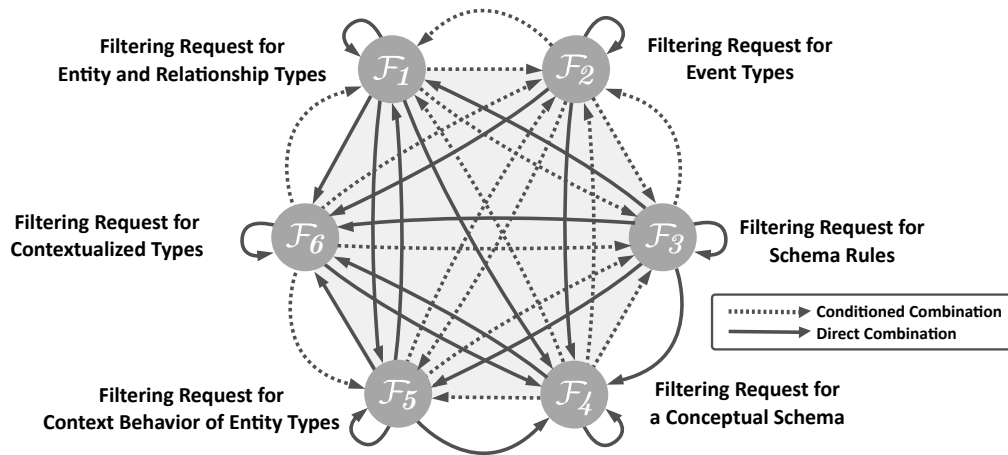 Filtering Request for
Entity and Relationship Types
F1
F2
Filtering Request for
Event Types
Filtering Request for
Contextualized Types
F6
F3
Filtering Request for
Schema Rules
Conditioned Combination
Direct Combination
Filtering Request for
Context Behavior of Entity Types
F5
F4
Filtering Request for
a Conceptual Schema